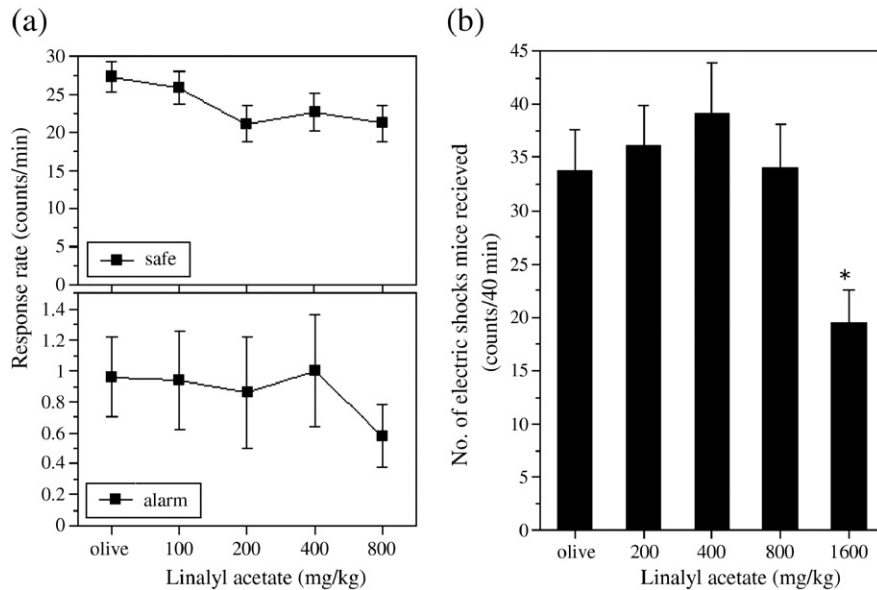 (a)
Response rate (counts/min)
30
25
20
15
10
5
0
safe
1.4
1.2
1
0.8
0.6
0.4
0.2
0
alarm
olive 100 200 400 800
Linalyl acetate (mg/kg)
(b)
No. of electric shocks mice recieved
(counts/40 min)
45
40
35
30
25
20
15
10
5
0
*
olive 200 400 800 1600
Linalyl acetate (mg/kg)